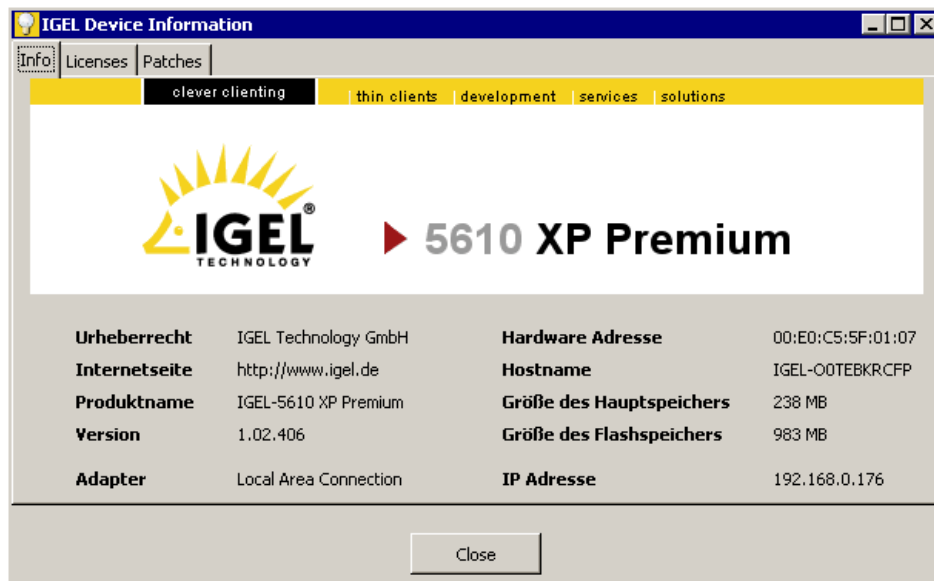 IGEL Device Information
Info Licenses Patches
clever clienting thin clients development services solutions
IGEL®
TECHNOLOGY
5610 XP Premium
Urheberrecht IGEL Technology GmbH Hardware Adresse 00:E0:C5:5F:01:07
Internetseite http://www.igel.de Hostname IGEL-O0TEBKRCFP
Produktname IGEL-5610 XP Premium Größe des Hauptspeichers 238 MB
Version 1.02.406 Größe des Flashspeichers 983 MB
Adapter Local Area Connection IP Adresse 192.168.0.176
Close